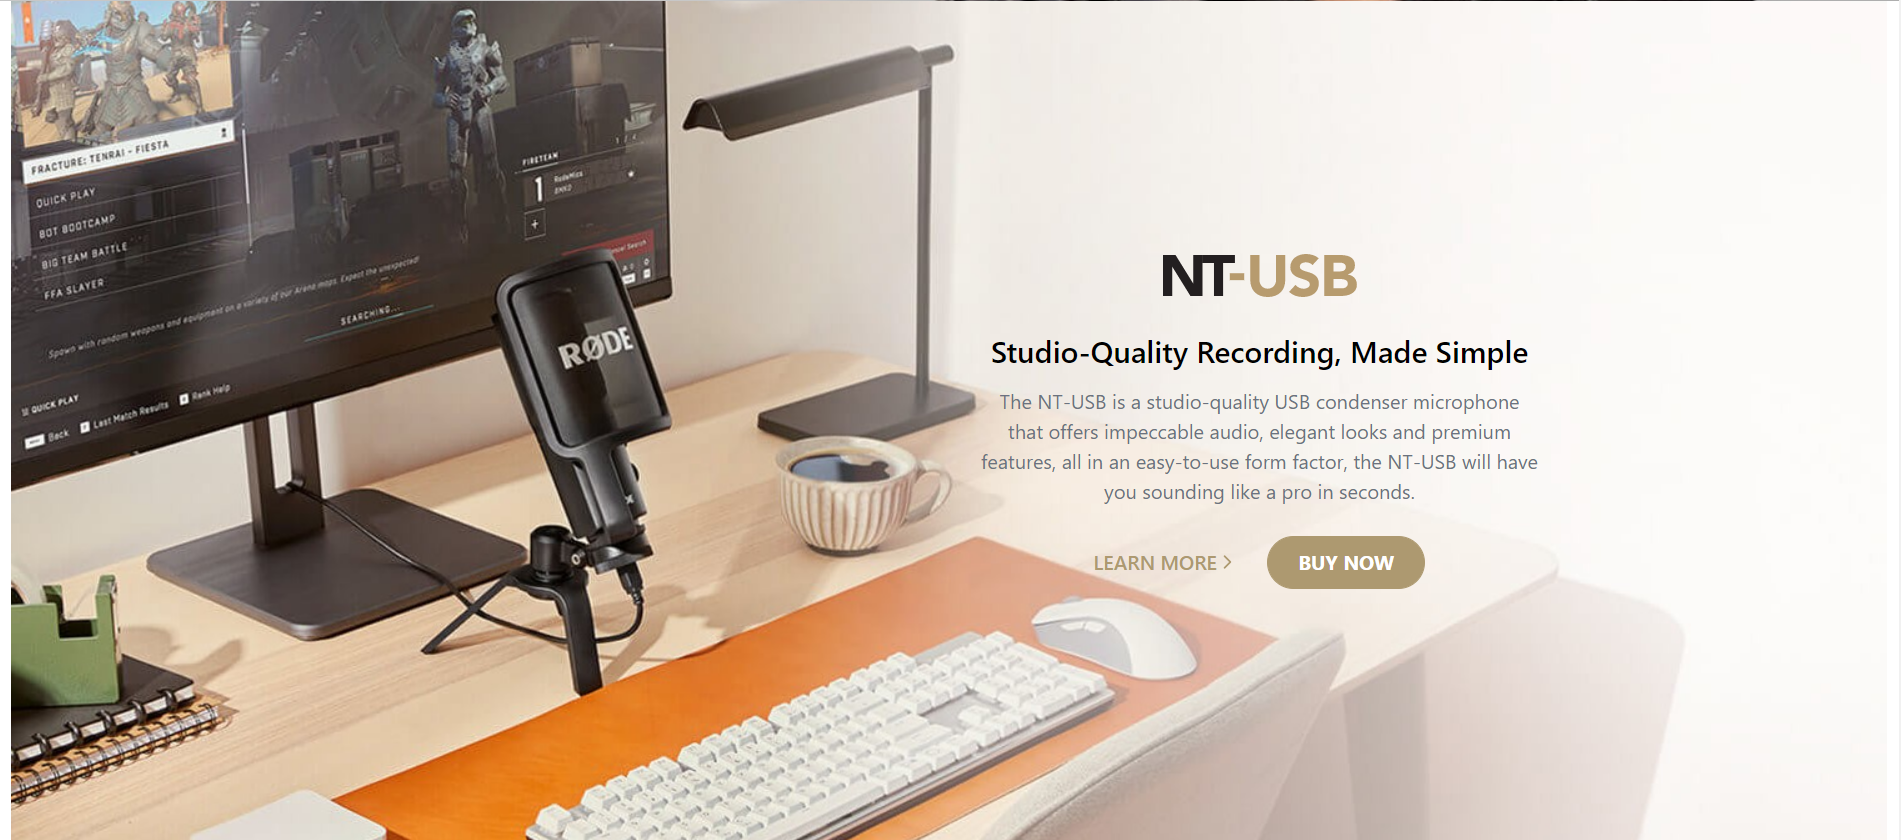 FRACTURE: TENRAI - FIESTA
QUICK PLAY
BOT BOOTCAMP
BIG TEAM BATTLE
FFA SLAYER
Spawn with random weapons and equipment on a variety of our Arena maps. Expect the unexpected!
SEARCHING...
QUICK PLAY
Back
Last Match Results
Rank Help
FIRETEAM
1
RodeMics
+
Search
RØDE
NT-USB
Studio-Quality Recording, Made Simple
The NT-USB is a studio-quality USB condenser microphone
that offers impeccable audio, elegant looks and premium
features, all in an easy-to-use form factor, the NT-USB will have
you sounding like a pro in seconds.
LEARN MORE >
BUY NOW